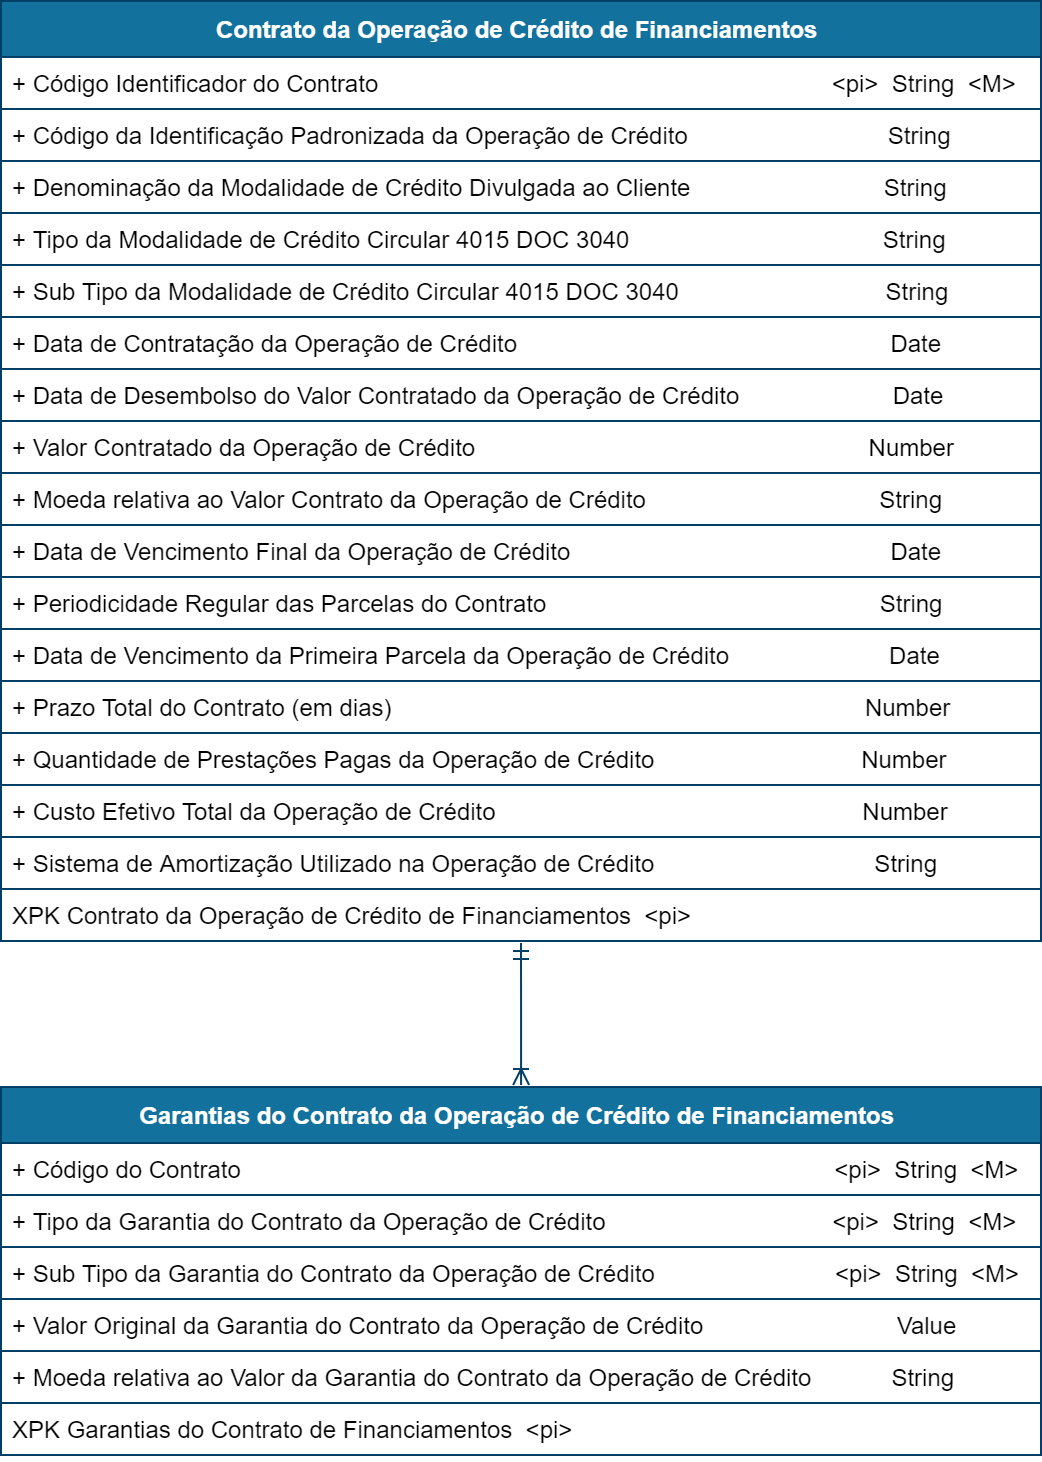 Contrato da Operação de Crédito de Financiamentos
+ Código Identificador do Contrato <pi> String <M>
+ Código da Identificação Padronizada da Operação de Crédito String
+ Denominação da Modalidade de Crédito Divulgada ao Cliente String
+ Tipo da Modalidade de Crédito Circular 4015 DOC 3040 String
+ Sub Tipo da Modalidade de Crédito Circular 4015 DOC 3040 String
+ Data de Contratação da Operação de Crédito Date
+ Data de Desembolso do Valor Contratado da Operação de Crédito Date
+ Valor Contratado da Operação de Crédito Number
+ Moeda relativa ao Valor Contrato da Operação de Crédito String
+ Data de Vencimento Final da Operação de Crédito Date
+ Periodicidade Regular das Parcelas do Contrato String
+ Data de Vencimento da Primeira Parcela da Operação de Crédito Date
+ Prazo Total do Contrato (em dias) Number
+ Quantidade de Prestações Pagas da Operação de Crédito Number
+ Custo Efetivo Total da Operação de Crédito Number
+ Sistema de Amortização Utilizado na Operação de Crédito String
XPK Contrato da Operação de Crédito de Financiamentos <pi>
Garantias do Contrato da Operação de Crédito de Financiamentos
+ Código do Contrato <pi> String <M>
+ Tipo da Garantia do Contrato da Operação de Crédito <pi> String <M>
+ Sub Tipo da Garantia do Contrato da Operação de Crédito <pi> String <M>
+ Valor Original da Garantia do Contrato da Operação de Crédito Value
+ Moeda relativa ao Valor da Garantia do Contrato da Operação de Crédito String
XPK Garantias do Contrato de Financiamentos <pi>